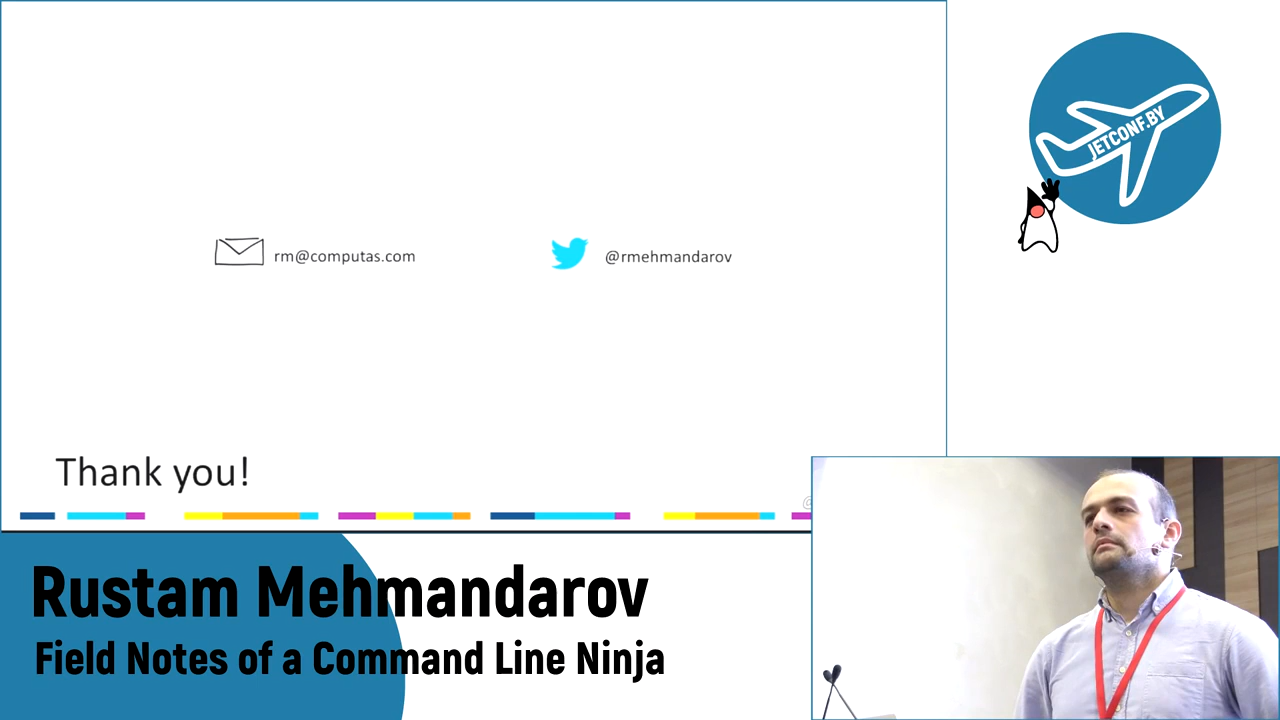 JETCONF.BY
rm@computas.com
@rmehmandarov
Thank you!
@
Rustam Mehmandarov
Field Notes of a Command Line Ninja